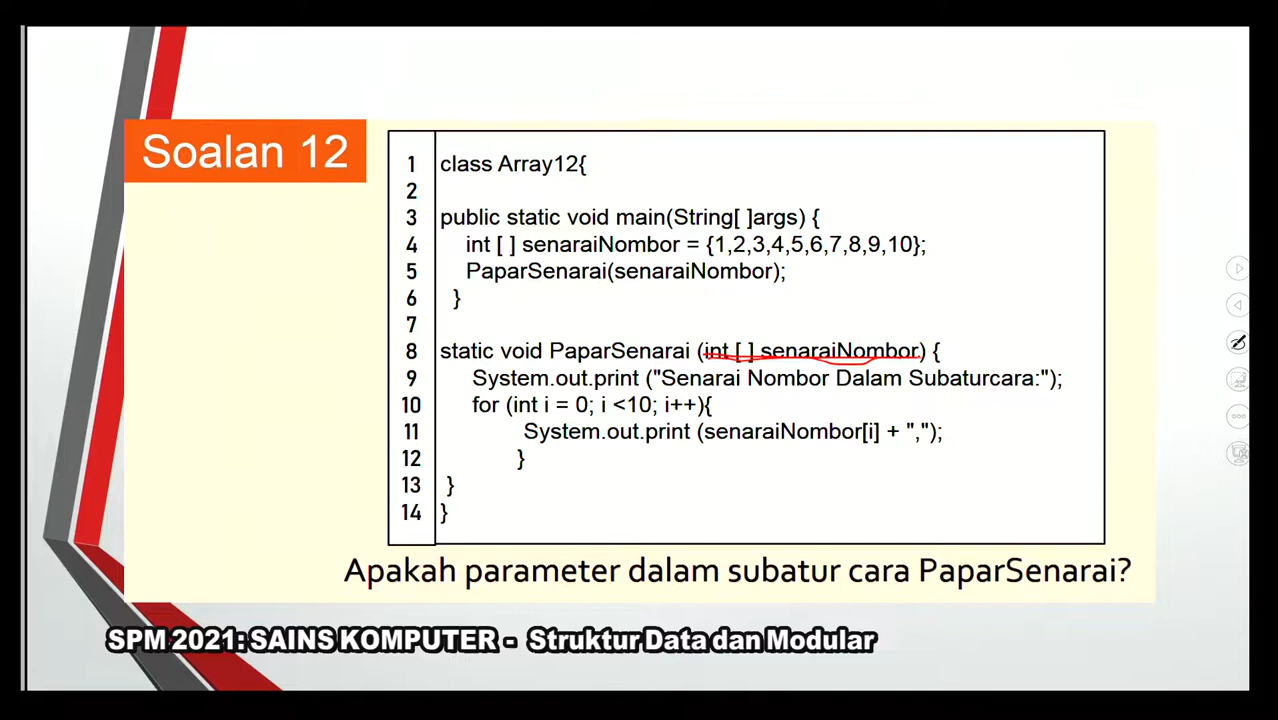 Soalan 12
1 class Array12{
2
3 public static void main(String[ ]args) {
4 int [ ] senaraiNombor = {1,2,3,4,5,6,7,8,9,10};
5 PaparSenarai(senaraiNombor);
6 }
7
8 static void PaparSenarai (int [ ] senaraiNombor) {
9 System.out.print ("Senarai Nombor Dalam Subaturcara:");
10 for (int i = 0; i <10; i++){
11 System.out.print (senaraiNombor[i] + ",");
12 }
13 }
14 }
Apakah parameter dalam subatur cara PaparSenarai?
SPM 2021: SAINS KOMPUTER - Struktur Data dan Modular